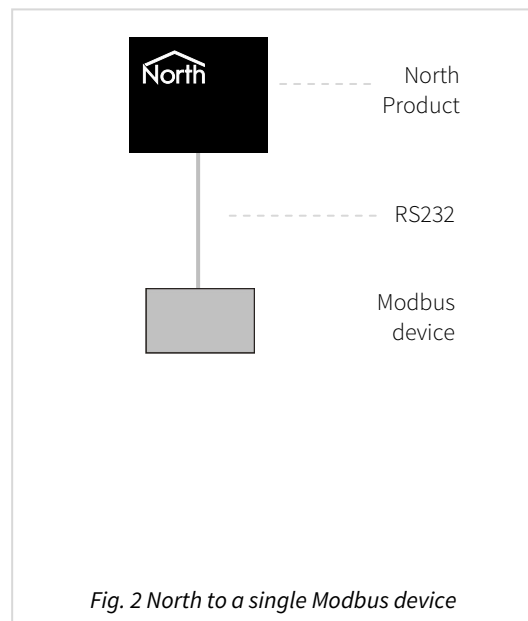 North
North
Product
RS232
Modbus
device
Fig. 2 North to a single Modbus device